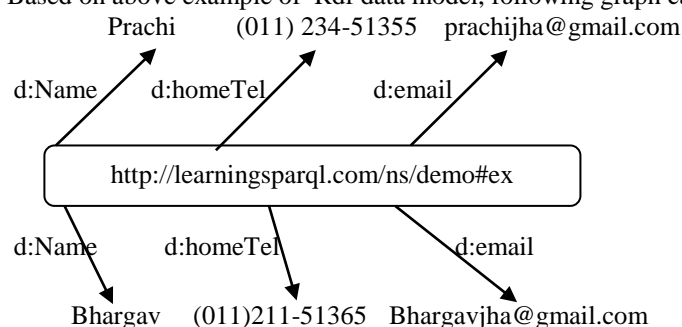 Based on above example of Rdf data model, following graph ca
Prachi (011) 234-51355 prachijha@gmail.com
d:Name d:homeTel d:email
http://learningsparql.com/ns/demo#ex
d:Name d:homeTel d:email
Bhargav (011)211-51365 Bhargavjha@gmail.com